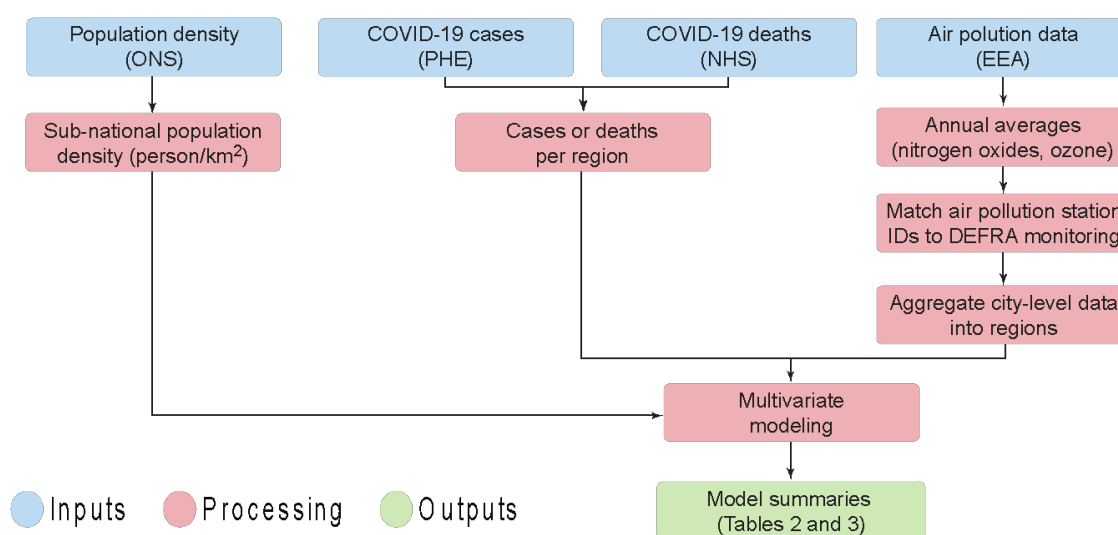 Population density
(ONS)
COVID-19 cases
(PHE)
COVID-19 deaths
(NHS)
Air polution data
(EEA)
Sub-national population
density (person/km²)
Cases or deaths
per region
Annual averages
(nitrogen oxides, ozone)
Match air pollution station
IDs to DEFRA monitoring
Aggregate city-level data
into regions
Multivariate
modeling
Model summaries
(Tables 2 and 3)
Inputs
Processing
Outputs